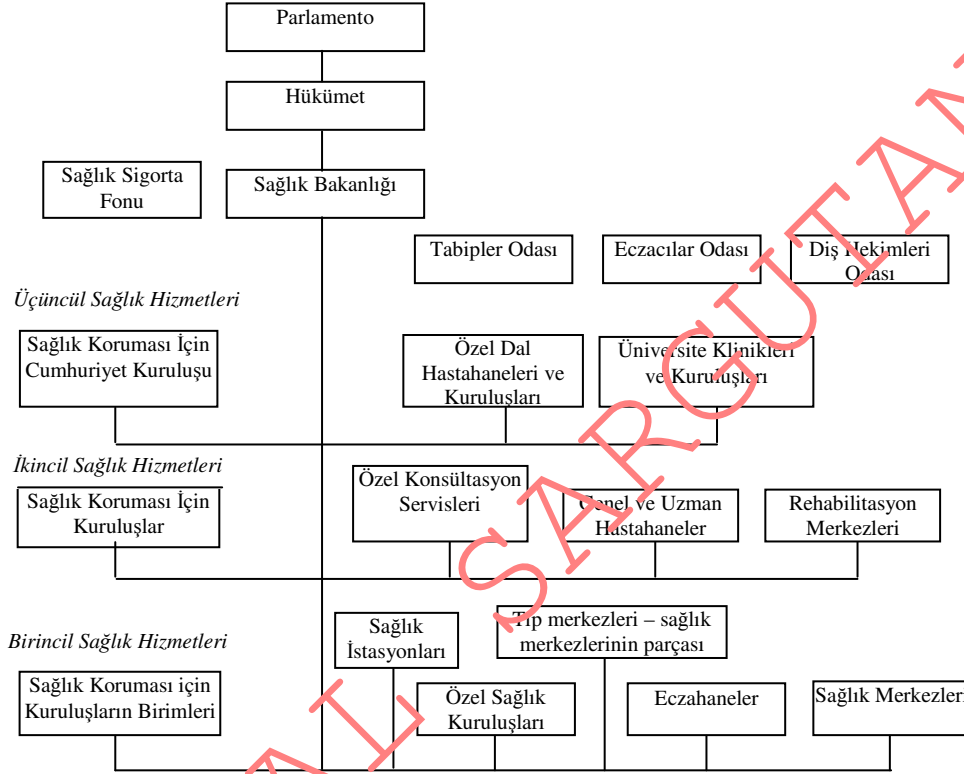 Parlamento
Hükümet
Sağlık Sigorta
Fonu
Sağlık Bakanlığı
Tabipler Odası
Eczacılar Odası
Diş Hekimleri
Odası
Üçüncül Sağlık Hizmetleri
Sağlık Koruması İçin
Cumhuriyet Kuruluşu
Özel Dal
Hastahaneleri ve
Kuruluşları
Üniversite Klinikleri
ve Kuruluşları
İkincil Sağlık Hizmetleri
Sağlık Koruması İçin
Kuruluşlar
Özel Konsültasyon
Servisleri
Genel ve Uzman
Hastahaneler
Rehabilitasyon
Merkezleri
Birincil Sağlık Hizmetleri
Sağlık
İstasyonları
Tıp merkezleri – sağlık
merkezlerinin parçası
Sağlık Koruması için
Kuruluşların Birimleri
Özel Sağlık
Kuruluşları
Eczahaneler
Sağlık Merkezleri
AL SARGUTAN